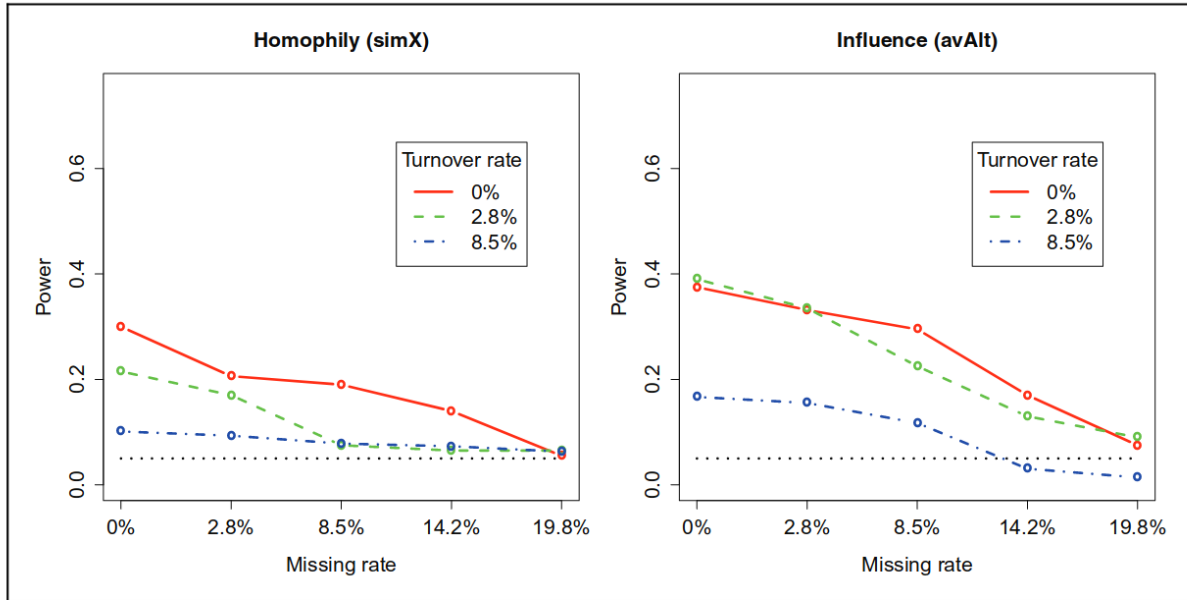 Homophily (simX)
Power
0.0
0.2
0.4
0.6
Turnover rate
0%
2.8%
8.5%
0% 2.8% 8.5% 14.2% 19.8%
Missing rate
Influence (avAlt)
Power
0.0
0.2
0.4
0.6
Turnover rate
0%
2.8%
8.5%
0% 2.8% 8.5% 14.2% 19.8%
Missing rate